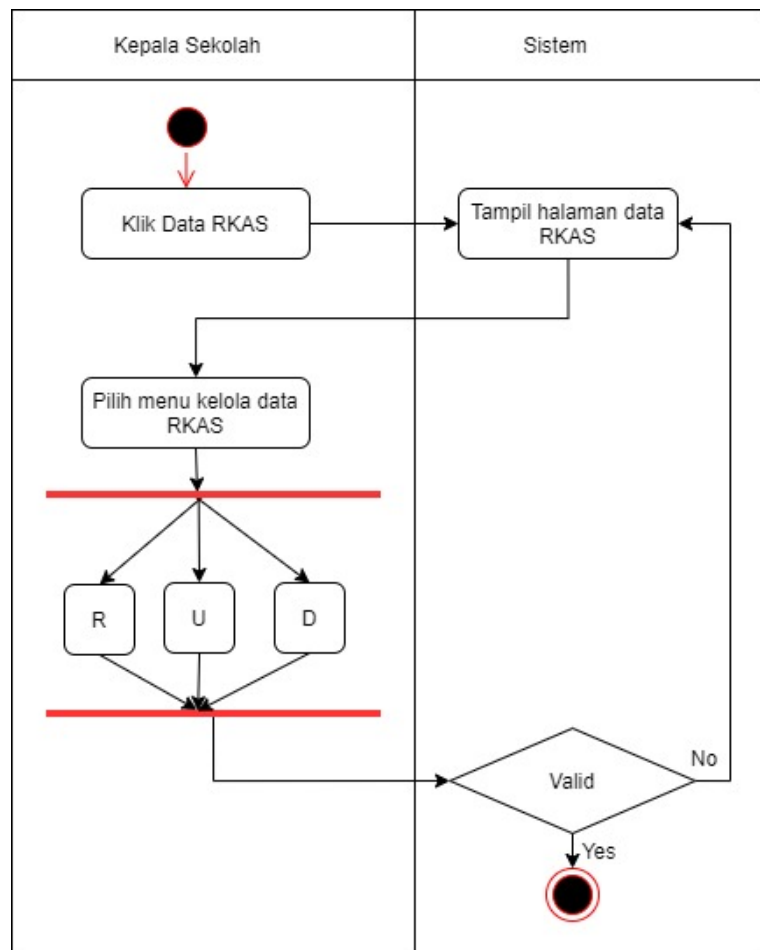 Kepala Sekolah
Sistem
Klik Data RKAS
Tampil halaman data
RKAS
Pilih menu kelola data
RKAS
R
U
D
Valid
No
Yes